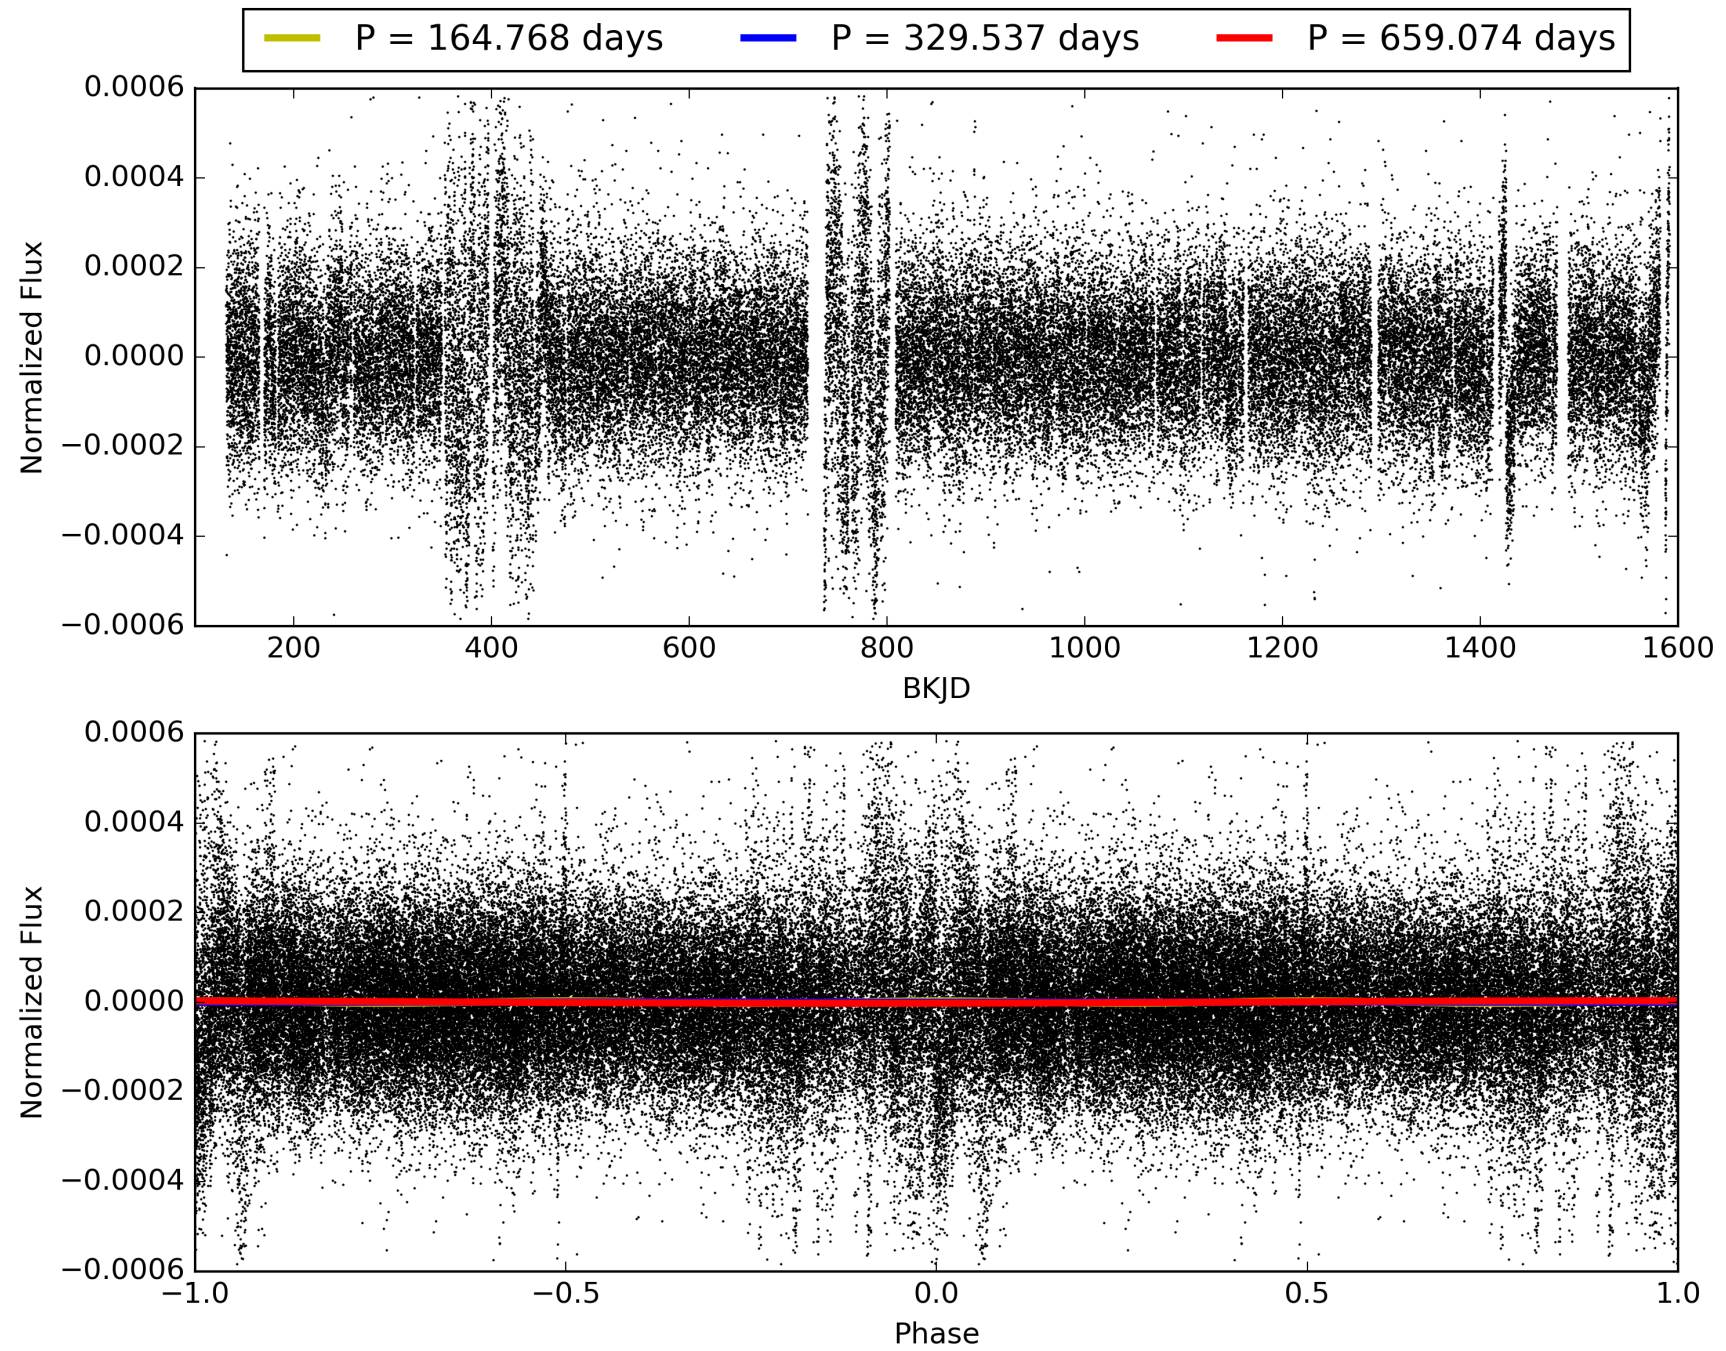 P = 164.768 days P = 329.537 days P = 659.074 days
0.0006
0.0004
0.0002
0.0000
−0.0002
−0.0004
−0.0006
Normalized Flux
200 400 600 800 1000 1200 1400 1600
BKJD
0.0006
0.0004
0.0002
0.0000
−0.0002
−0.0004
−0.0006
Normalized Flux
−1.0 −0.5 0.0 0.5 1.0
Phase